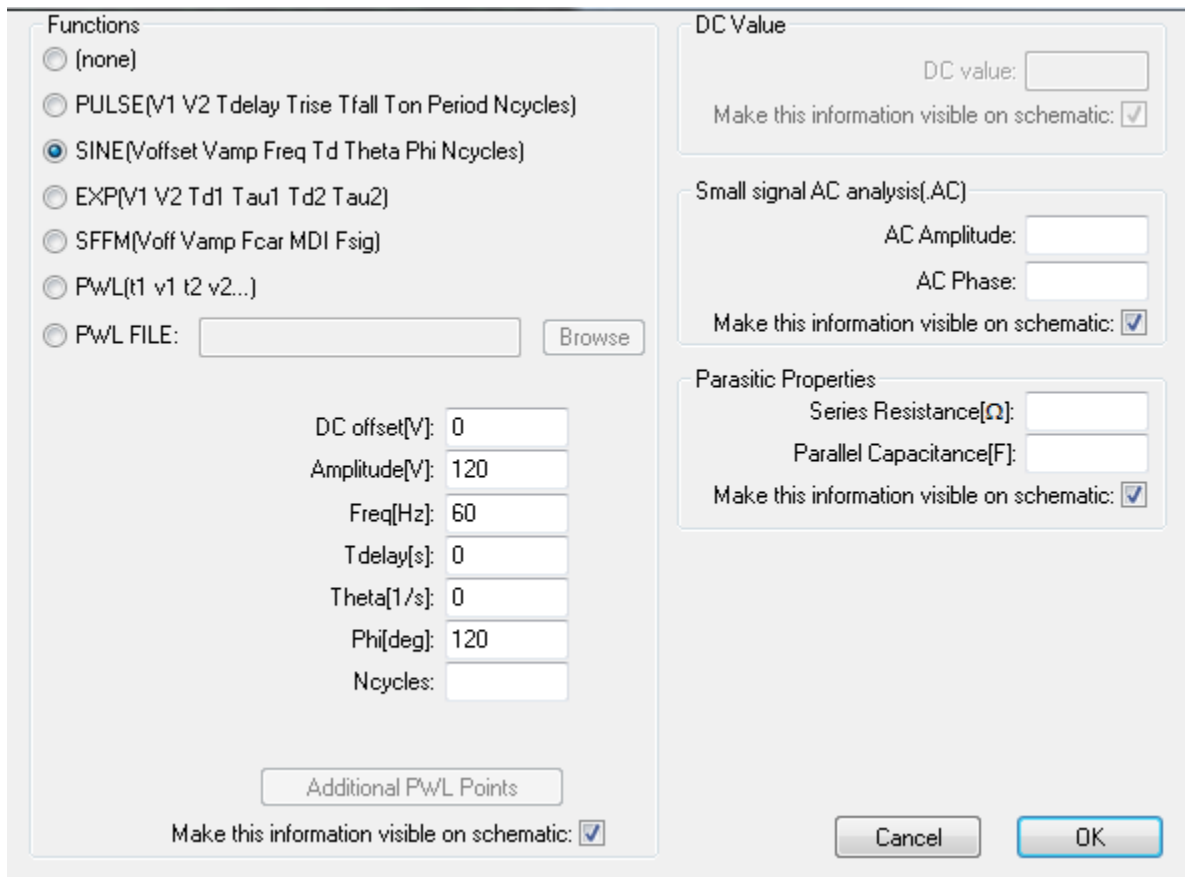 Functions
(none)
PULSE(V1 V2 Tdelay Trise Tfall Ton Period Ncycles)
SINE(Voffset Vamp Freq Td Theta Phi Ncycles)
EXP(V1 V2 Td1 Tau1 Td2 Tau2)
SFFM(Voff Vamp Fcar MDI Fsig)
PWL(t1 v1 t2 v2...)
PWL FILE: Browse
DC offset[V]: 0
Amplitude[V]: 120
Freq[Hz]: 60
Tdelay[s]: 0
Theta[1/s]: 0
Phi[deg]: 120
Ncycles:
Additional PWL Points
Make this information visible on schematic:
DC Value
DC value:
Make this information visible on schematic:
Small signal AC analysis(.AC)
AC Amplitude:
AC Phase:
Make this information visible on schematic:
Parasitic Properties
Series Resistance[Ω]:
Parallel Capacitance[F]:
Make this information visible on schematic:
Cancel OK